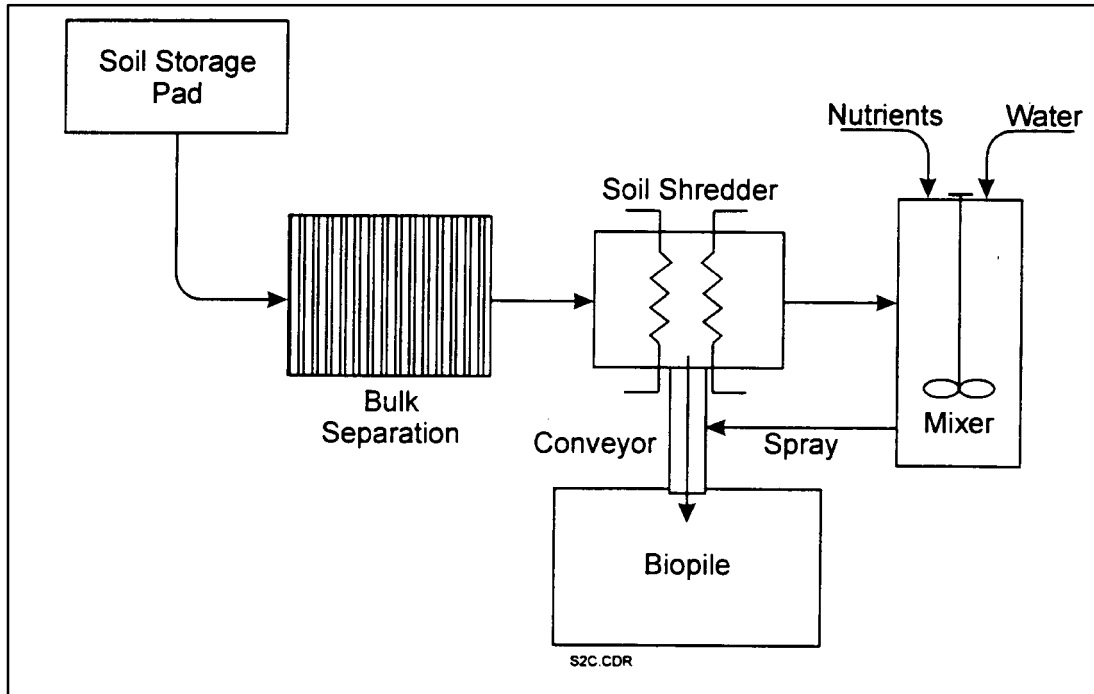 Soil Storage
Pad
Nutrients
Water
Soil Shredder
Bulk
Separation
Conveyor
Spray
Mixer
Biopile
S2C.CDR